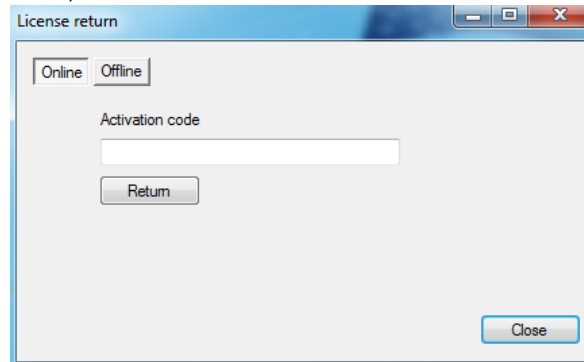 License return
Online Offline
Activation code
Return
Close